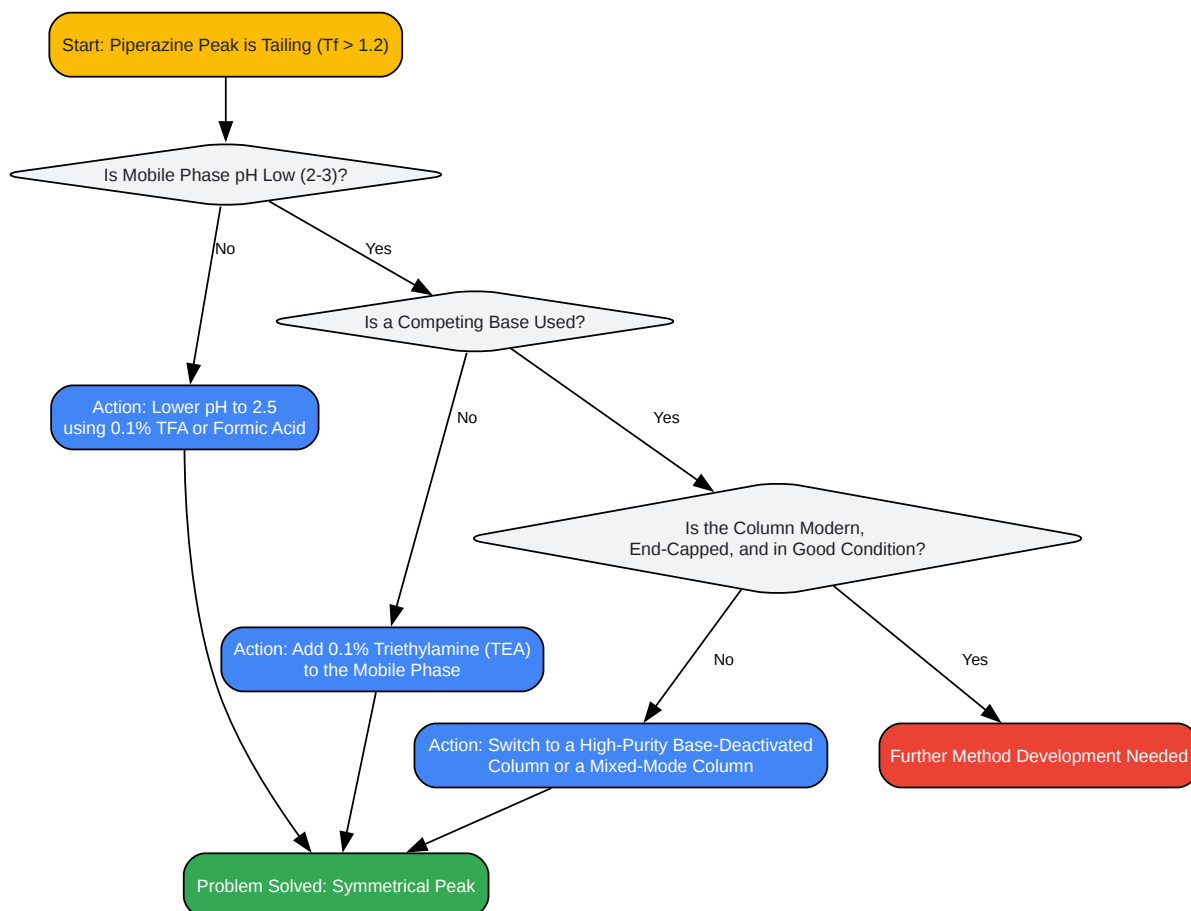 Start: Piperazine Peak is Tailing (Tf > 1.2)
Is Mobile Phase pH Low (2-3)?
No
Yes
Is a Competing Base Used?
Action: Lower pH to 2.5
using 0.1% TFA or Formic Acid
No
Yes
Is the Column Modern,
End-Capped, and in Good Condition?
Action: Add 0.1% Triethylamine (TEA)
to the Mobile Phase
No
Yes
Action: Switch to a High-Purity Base-Deactivated
Column or a Mixed-Mode Column
Further Method Development Needed
Problem Solved: Symmetrical Peak